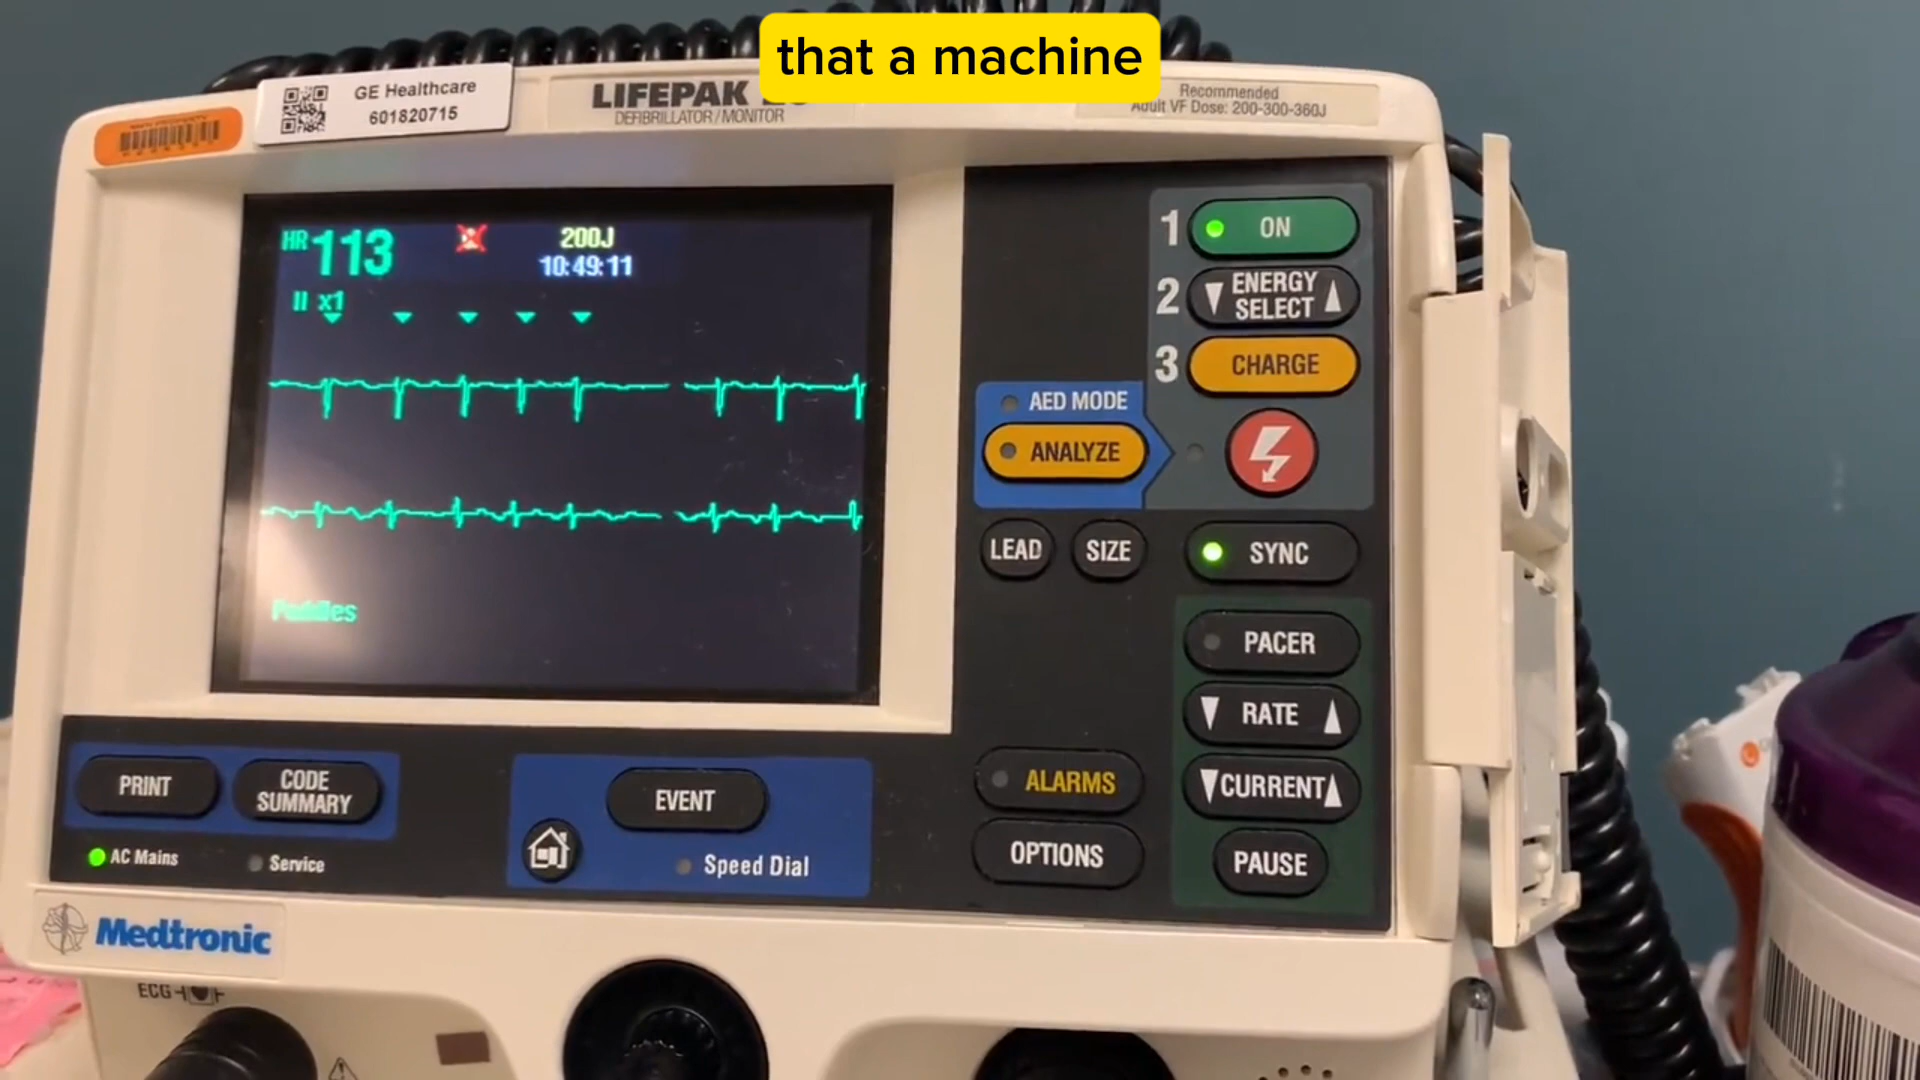 that a machine
GE Healthcare
601820715
LIFEPAK
DEFIBRILLATOR/MONITOR
Recommended
Adult VF Dose: 200-300-360J
HR 113
200J
10:49:11
II x1
Paddles
1 ON
2 ENERGY SELECT
3 CHARGE
AED MODE
ANALYZE
LEAD
SIZE
SYNC
PACER
RATE
CURRENT
PAUSE
ALARMS
OPTIONS
PRINT
CODE SUMMARY
EVENT
AC Mains
Service
Speed Dial
Medtronic
ECG